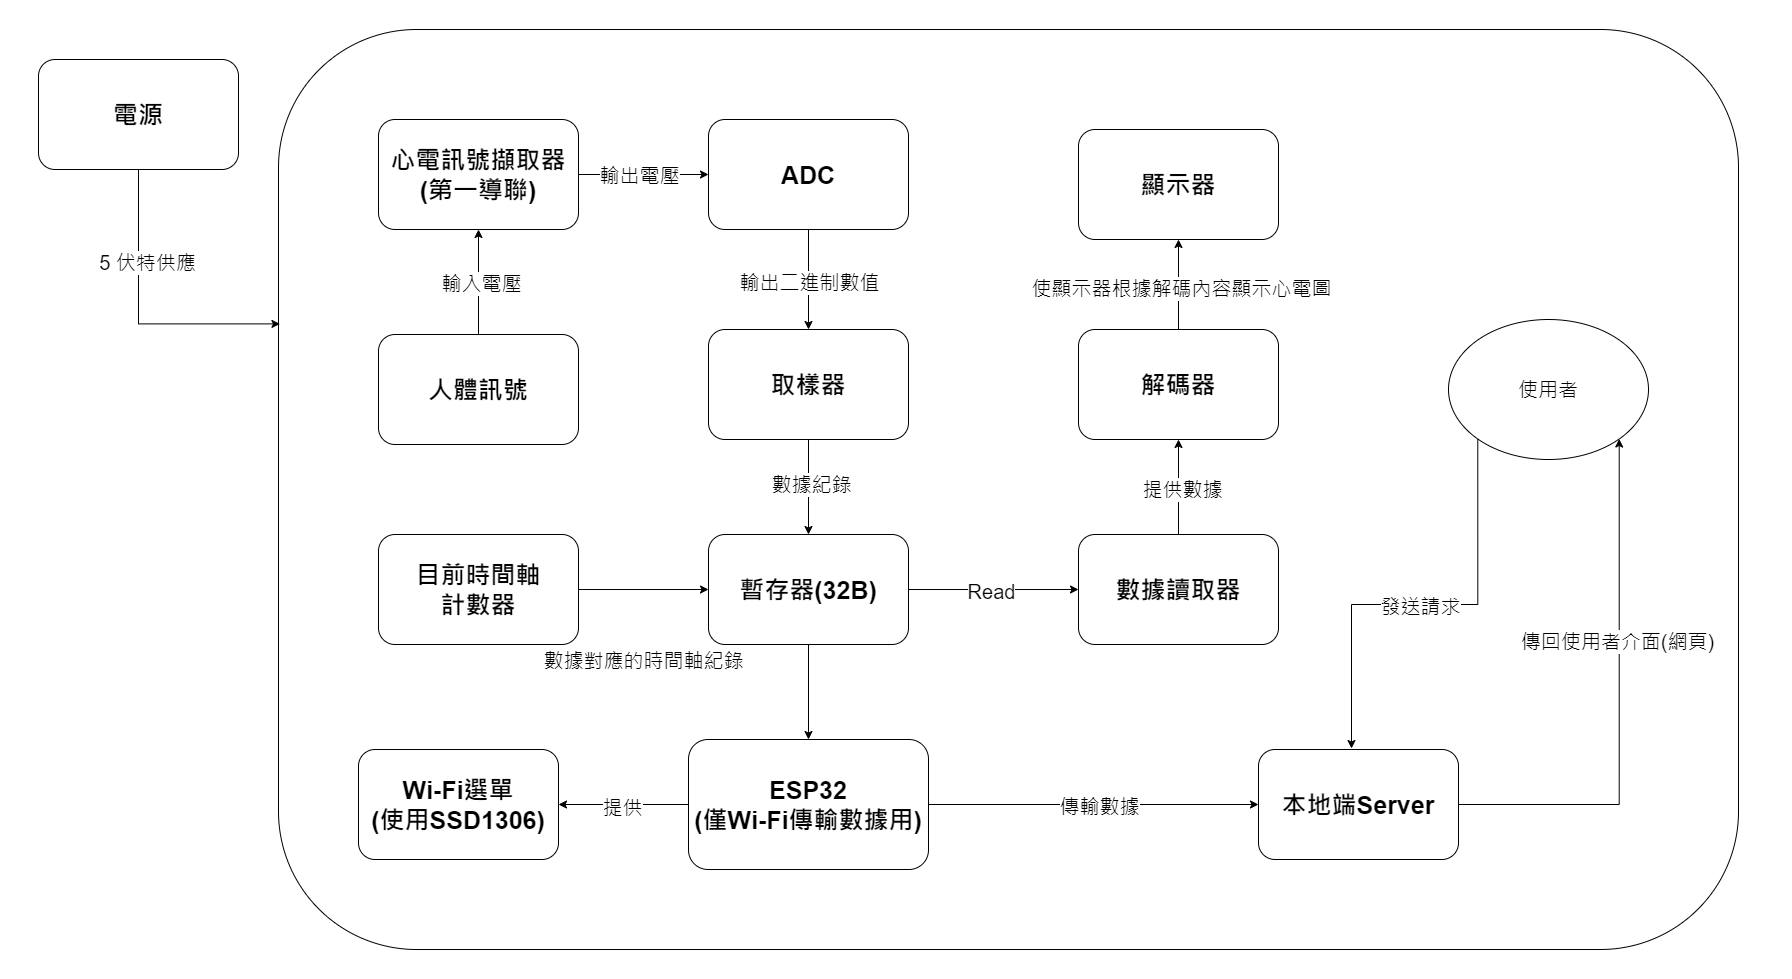 電源
5 伏特供應
心電訊號擷取器
(第一導聯)
輸出電壓
ADC
輸入電壓
人體訊號
輸出二進制數值
取樣器
數據紀錄
顯示器
使顯示器根據解碼內容顯示心電圖
解碼器
提供數據
使用者
目前時間軸
計數器
數據對應的時間軸紀錄
暫存器(32B)
Read
數據讀取器
發送請求
傳回使用者介面(網頁)
Wi-Fi選單
(使用SSD1306)
提供
ESP32
(僅Wi-Fi傳輸數據用)
傳輸數據
本地端Server